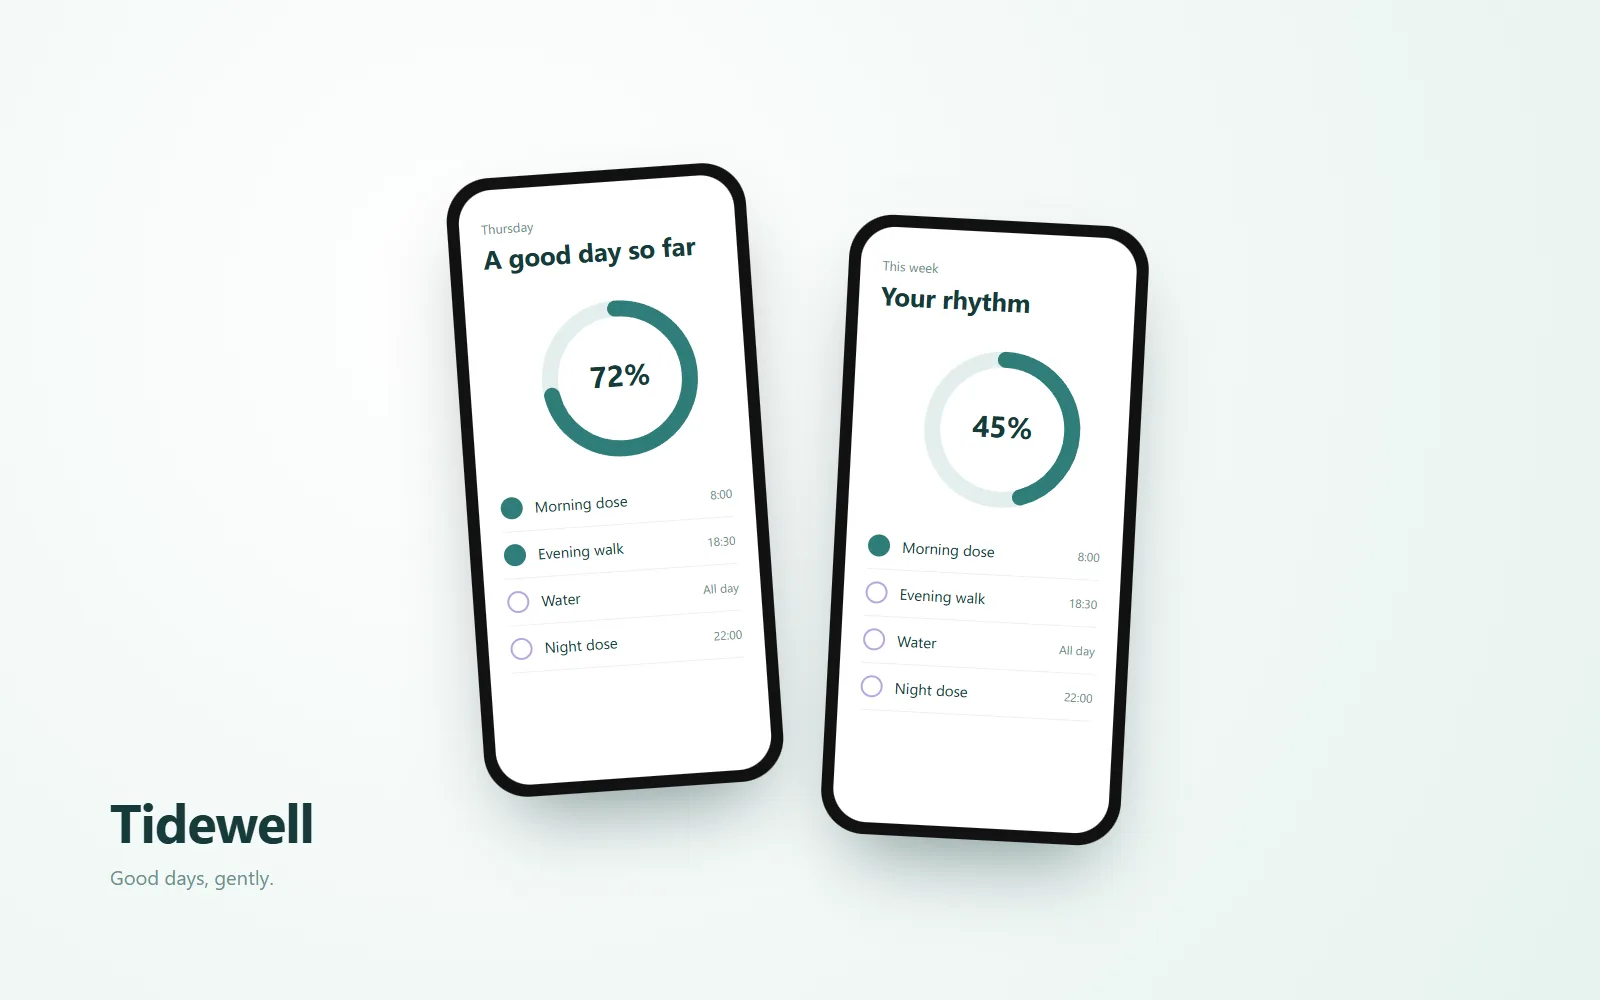 Thursday
A good day so far
72%
Morning dose 8:00
Evening walk 18:30
Water All day
Night dose 22:00
This week
Your rhythm
45%
Morning dose 8:00
Evening walk 18:30
Water All day
Night dose 22:00
Tidewell
Good days, gently.